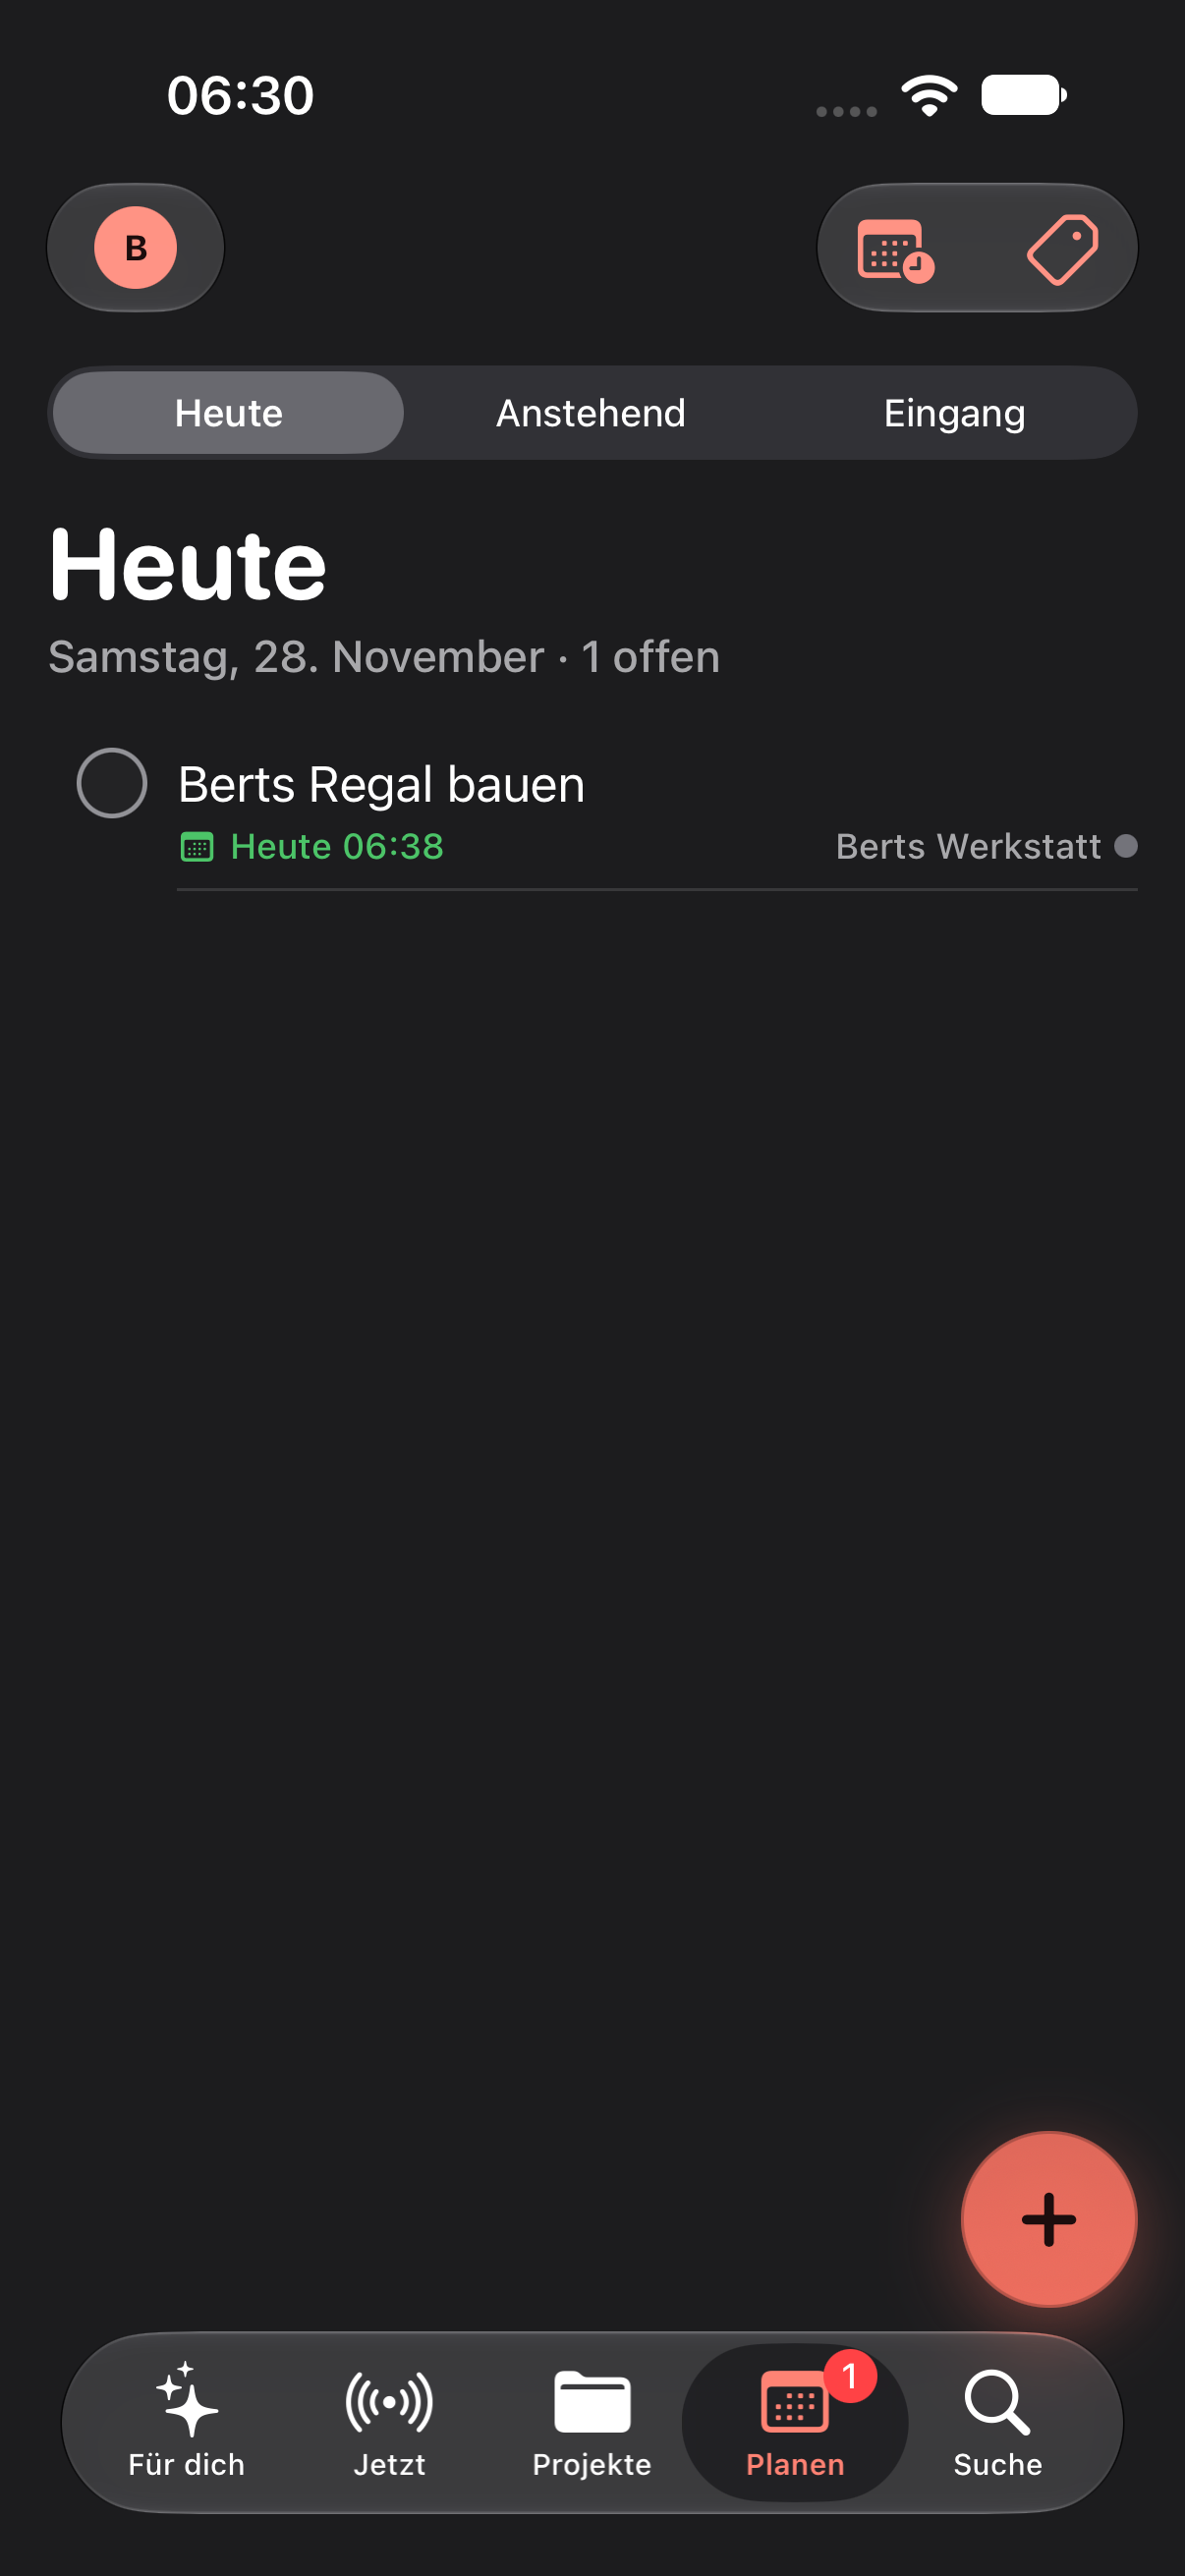 06:30
B
Heute
Anstehend
Eingang
Heute
Samstag, 28. November · 1 offen
Berts Regal bauen
Heute 06:38
Berts Werkstatt
1
Für dich
Jetzt
Projekte
Planen
Suche